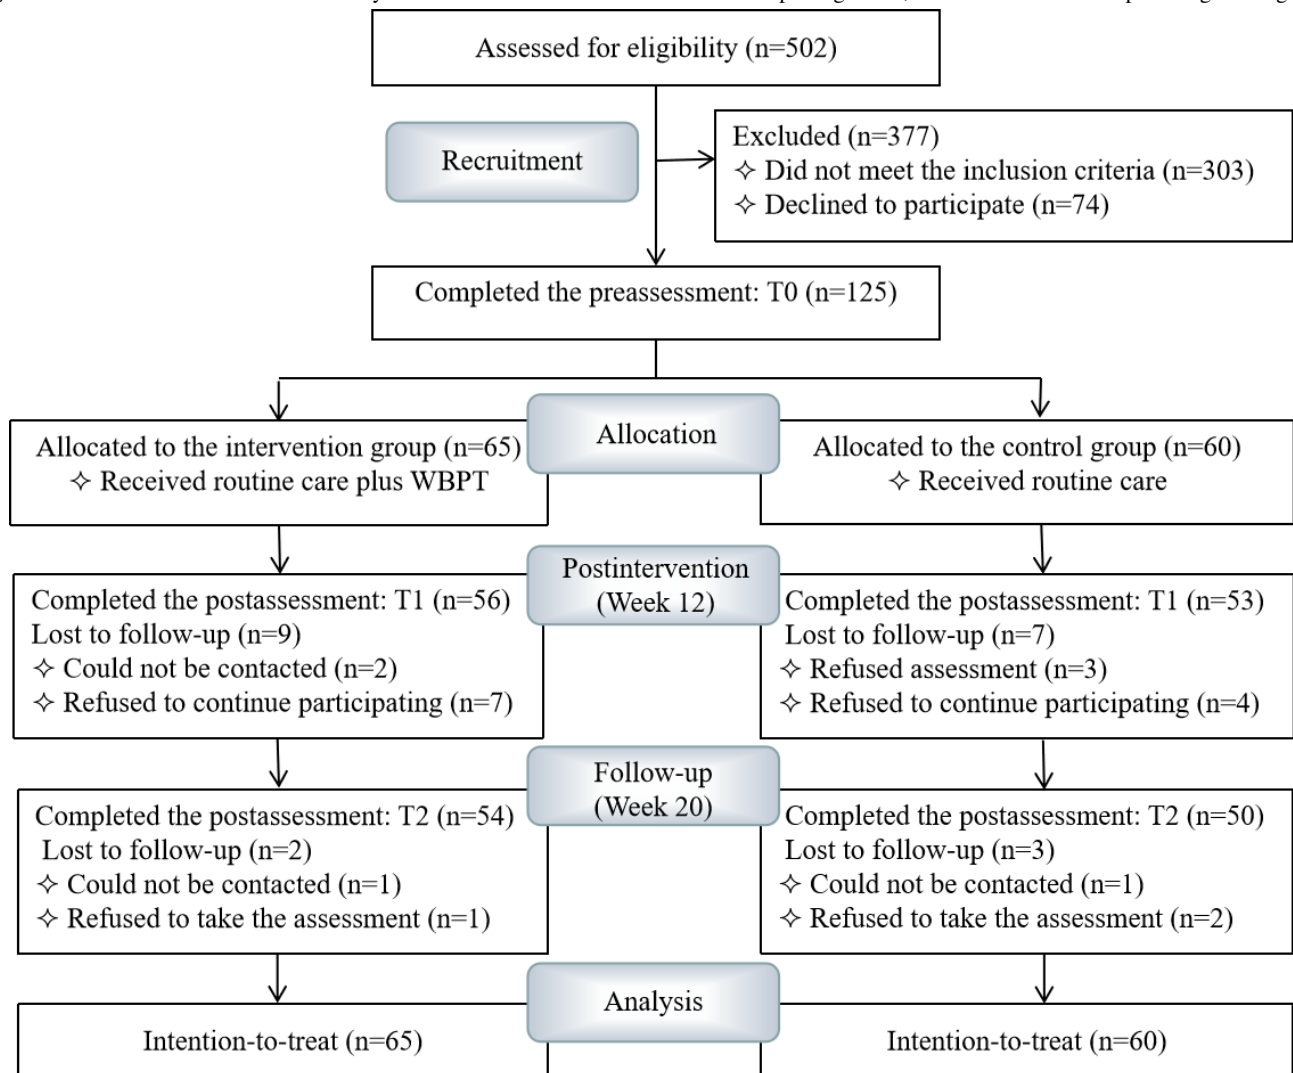 Assessed for eligibility (n=502)
Recruitment
Excluded (n=377)
✧ Did not meet the inclusion criteria (n=303)
✧ Declined to participate (n=74)
Completed the preassessment: T0 (n=125)
Allocation
Allocated to the intervention group (n=65)
✧ Received routine care plus WBPT
Allocated to the control group (n=60)
✧ Received routine care
Postintervention
(Week 12)
Completed the postassessment: T1 (n=56)
Lost to follow-up (n=9)
✧ Could not be contacted (n=2)
✧ Refused to continue participating (n=7)
Completed the postassessment: T1 (n=53)
Lost to follow-up (n=7)
✧ Refused assessment (n=3)
✧ Refused to continue participating (n=4)
Follow-up
(Week 20)
Completed the postassessment: T2 (n=54)
Lost to follow-up (n=2)
✧ Could not be contacted (n=1)
✧ Refused to take the assessment (n=1)
Completed the postassessment: T2 (n=50)
Lost to follow-up (n=3)
✧ Could not be contacted (n=1)
✧ Refused to take the assessment (n=2)
Analysis
Intention-to-treat (n=65)
Intention-to-treat (n=60)